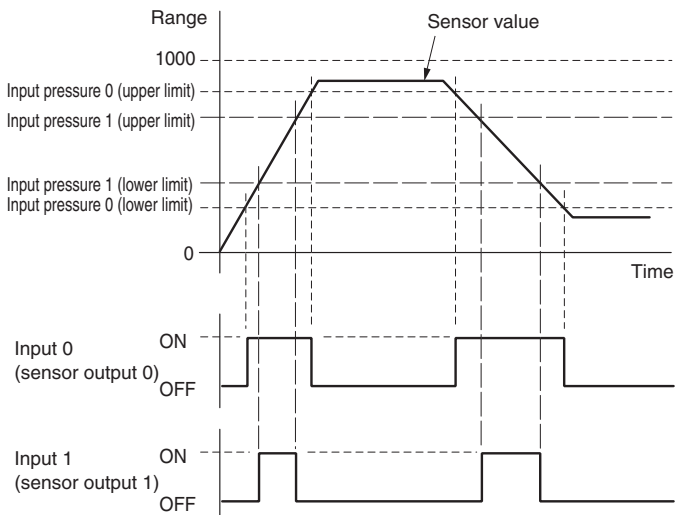 Range
Sensor value
1000
Input pressure 0 (upper limit)
Input pressure 1 (upper limit)
Input pressure 1 (lower limit)
Input pressure 0 (lower limit)
0
Time
Input 0
(sensor output 0)
ON
OFF
Input 1
(sensor output 1)
ON
OFF